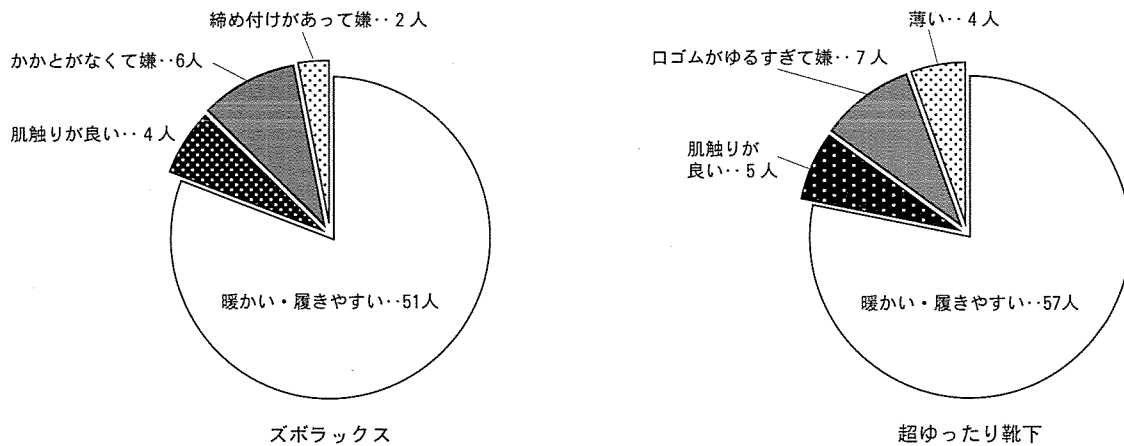 締め付けがあって嫌‥2人
かかとがなくて嫌‥6人
肌触りが良い‥4人
暖かい・履きやすい‥51人
ズボラックス
薄い‥4人
口ゴムがゆるすぎて嫌‥7人
肌触りが
良い‥5人
暖かい・履きやすい‥57人
超ゆったり靴下